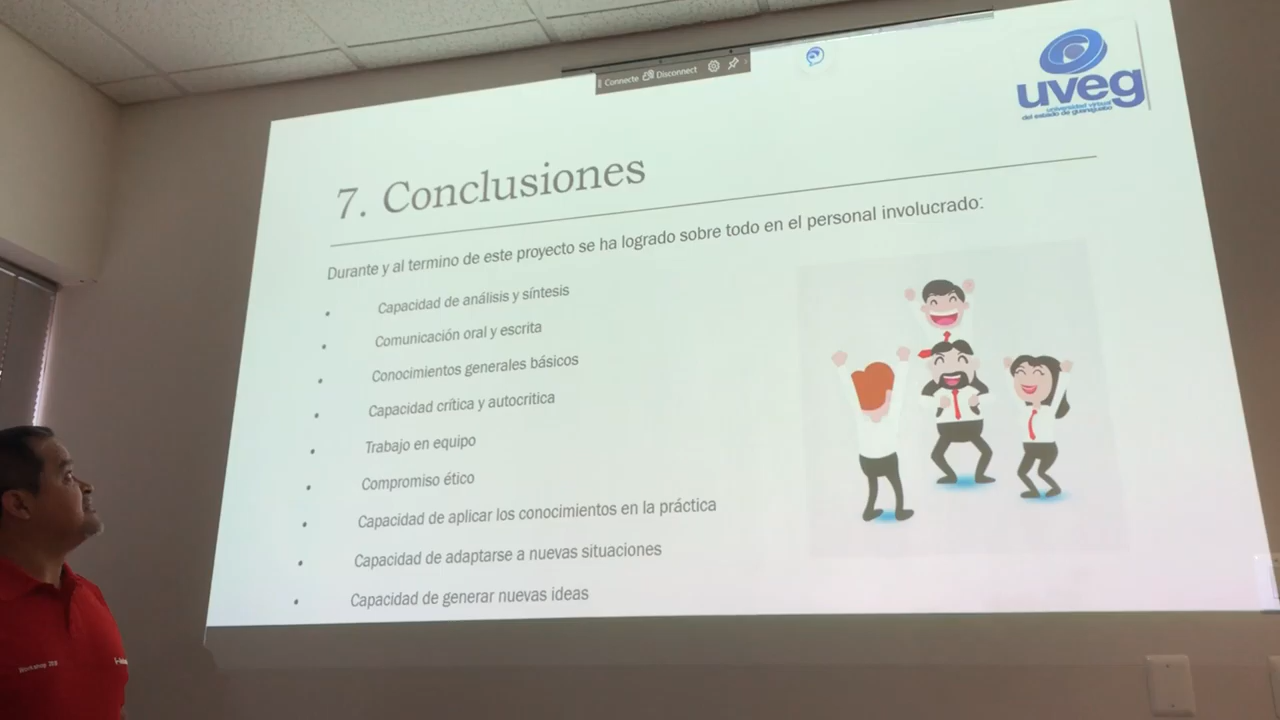 Connecte Disconnect
uveg
universidad virtual
del estado de guanajuato
7. Conclusiones
Durante y al termino de este proyecto se ha logrado sobre todo en el personal involucrado:
• Capacidad de análisis y síntesis
• Comunicación oral y escrita
• Conocimientos generales básicos
• Capacidad crítica y autocritica
• Trabajo en equipo
• Compromiso ético
• Capacidad de aplicar los conocimientos en la práctica
• Capacidad de adaptarse a nuevas situaciones
• Capacidad de generar nuevas ideas
Workshop